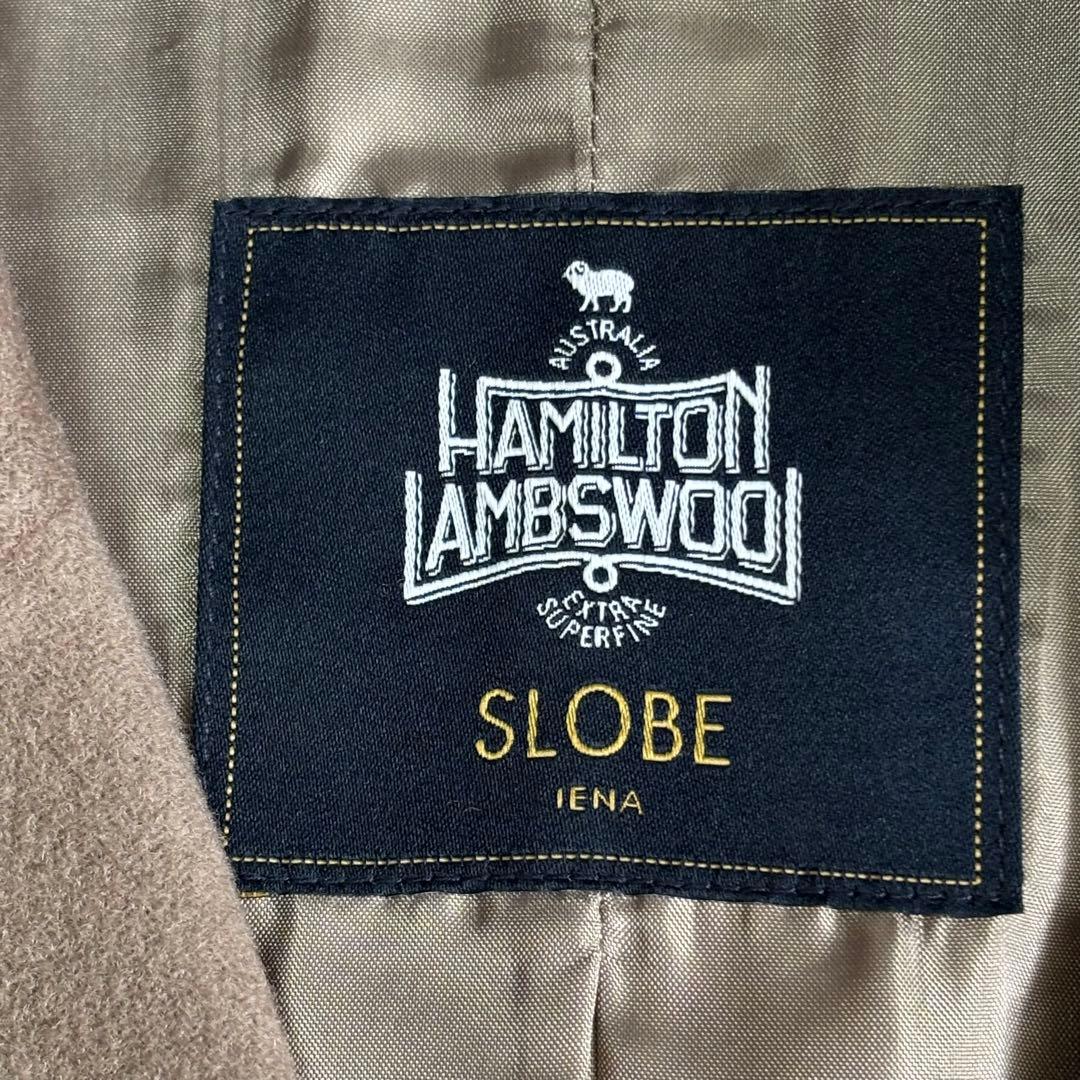 AUSTRALIA
HAMILTON
LAMBSWOOL
EXTRA
SUPERFINE
SLOBE
IENA